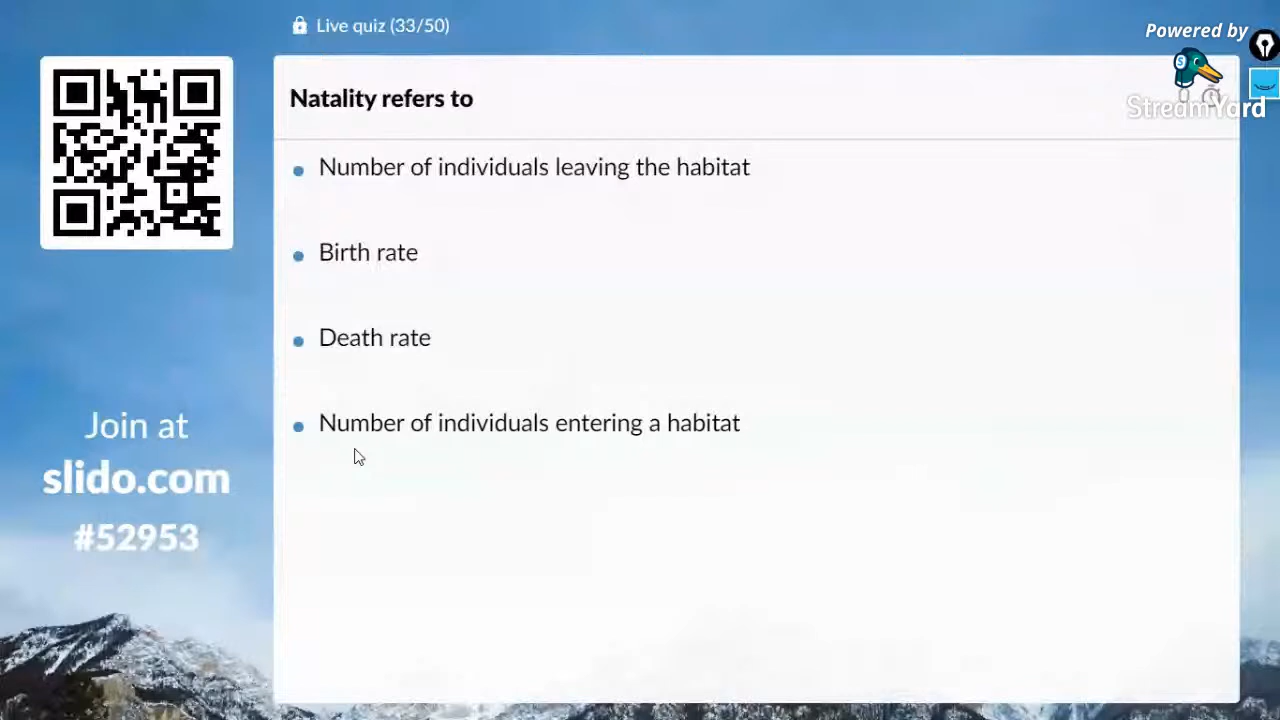 Live quiz (33/50)
Powered by
StreamYard
Natality refers to
Number of individuals leaving the habitat
Birth rate
Death rate
Number of individuals entering a habitat
Join at
slido.com
#52953